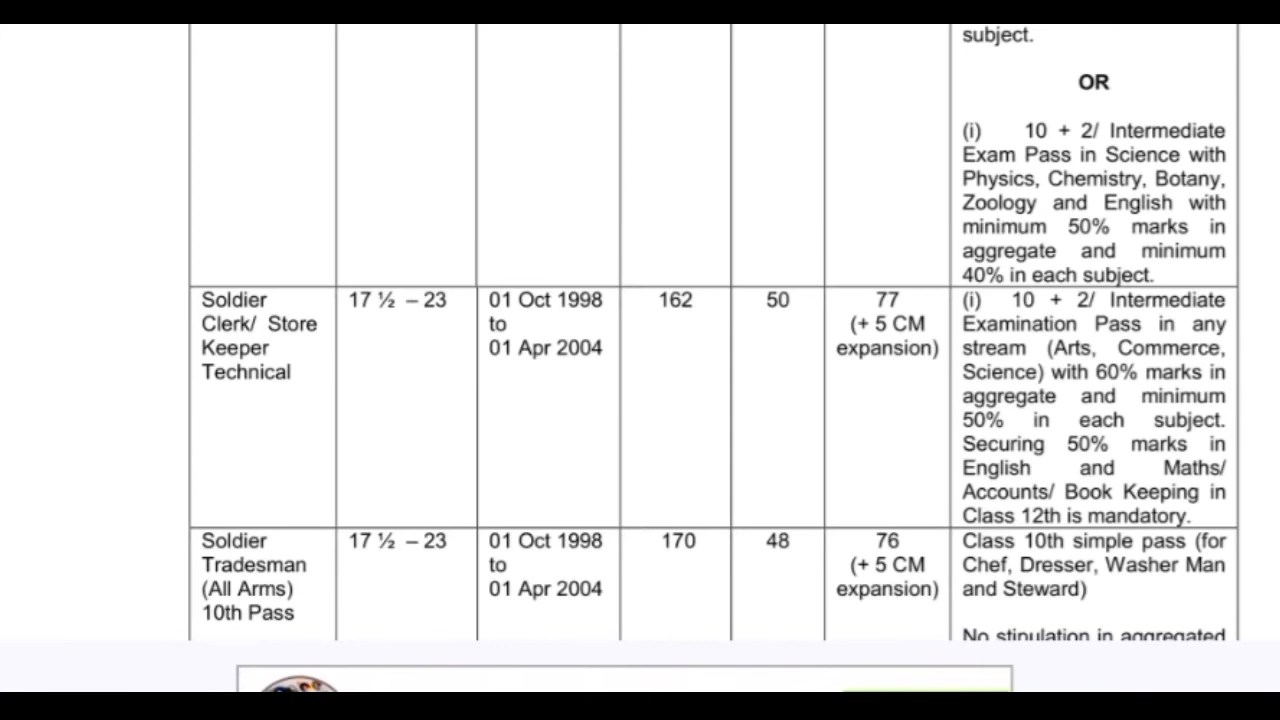 subject.
OR
(i) 10 + 2/ Intermediate
Exam Pass in Science with
Physics, Chemistry, Botany,
Zoology and English with
minimum 50% marks in
aggregate and minimum
40% in each subject.
Soldier
Clerk/ Store
Keeper
Technical
17 ½ – 23
01 Oct 1998
to
01 Apr 2004
162
50
77
(+ 5 CM
expansion)
(i) 10 + 2/ Intermediate
Examination Pass in any
stream (Arts, Commerce,
Science) with 60% marks in
aggregate and minimum
50% in each subject.
Securing 50% marks in
English and Maths/
Accounts/ Book Keeping in
Class 12th is mandatory.
Soldier
Tradesman
(All Arms)
10th Pass
17 ½ – 23
01 Oct 1998
to
01 Apr 2004
170
48
76
(+ 5 CM
expansion)
Class 10th simple pass (for
Chef, Dresser, Washer Man
and Steward)
No stipulation in aggregated